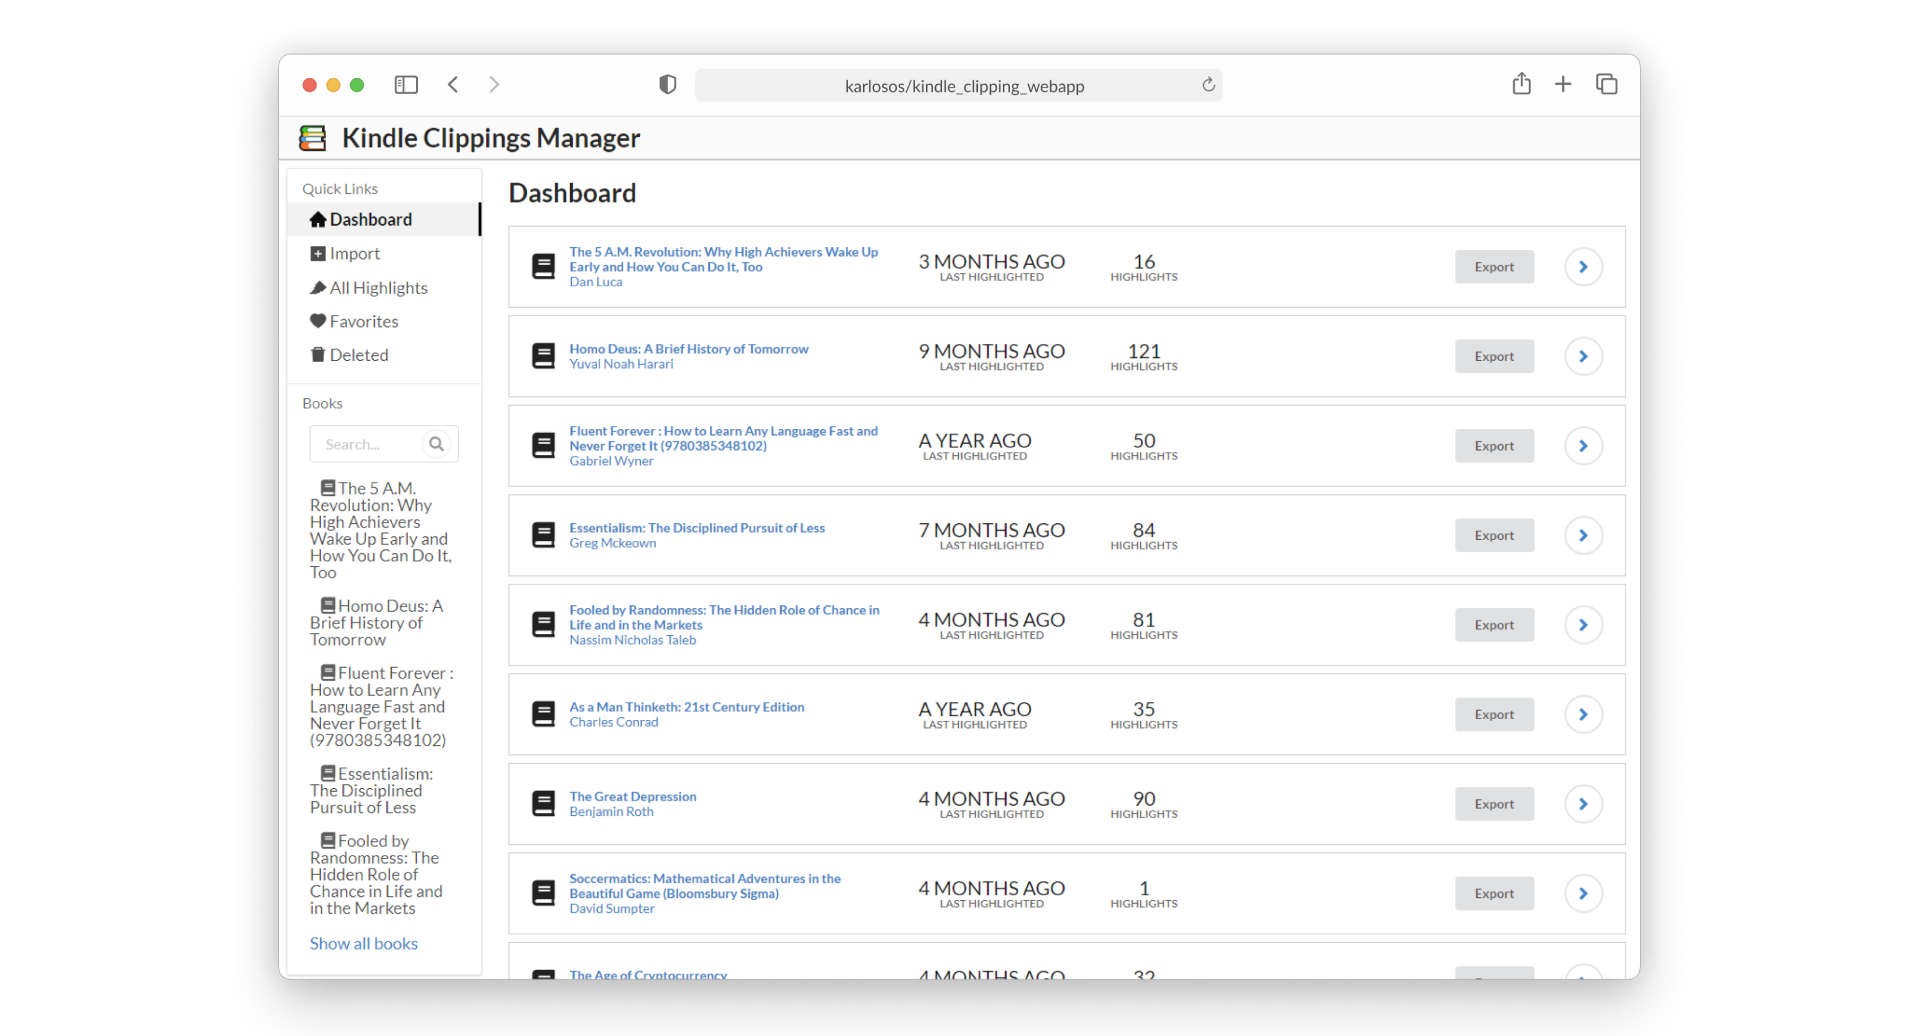 karlosos/kindle_clipping_webapp
Kindle Clippings Manager
Quick Links
Dashboard
Import
All Highlights
Favorites
Deleted
Books
Search...
The 5 A.M.
Revolution: Why
High Achievers
Wake Up Early and
How You Can Do It,
Too
Homo Deus: A
Brief History of
Tomorrow
Fluent Forever :
How to Learn Any
Language Fast and
Never Forget It
(9780385348102)
Essentialism:
The Disciplined
Pursuit of Less
Fooled by
Randomness: The
Hidden Role of
Chance in Life and
in the Markets
Show all books
Dashboard
The 5 A.M. Revolution: Why High Achievers Wake Up
Early and How You Can Do It, Too
Dan Luca
3 MONTHS AGO
LAST HIGHLIGHTED
16
HIGHLIGHTS
Export
Homo Deus: A Brief History of Tomorrow
Yuval Noah Harari
9 MONTHS AGO
LAST HIGHLIGHTED
121
HIGHLIGHTS
Export
Fluent Forever : How to Learn Any Language Fast and
Never Forget It (9780385348102)
Gabriel Wyner
A YEAR AGO
LAST HIGHLIGHTED
50
HIGHLIGHTS
Export
Essentialism: The Disciplined Pursuit of Less
Greg Mckeown
7 MONTHS AGO
LAST HIGHLIGHTED
84
HIGHLIGHTS
Export
Fooled by Randomness: The Hidden Role of Chance in
Life and in the Markets
Nassim Nicholas Taleb
4 MONTHS AGO
LAST HIGHLIGHTED
81
HIGHLIGHTS
Export
As a Man Thinketh: 21st Century Edition
Charles Conrad
A YEAR AGO
LAST HIGHLIGHTED
35
HIGHLIGHTS
Export
The Great Depression
Benjamin Roth
4 MONTHS AGO
LAST HIGHLIGHTED
90
HIGHLIGHTS
Export
Soccermatics: Mathematical Adventures in the
Beautiful Game (Bloomsbury Sigma)
David Sumpter
4 MONTHS AGO
LAST HIGHLIGHTED
1
HIGHLIGHTS
Export
The Age of Cryptocurrency
4 MONTHS AGO
32